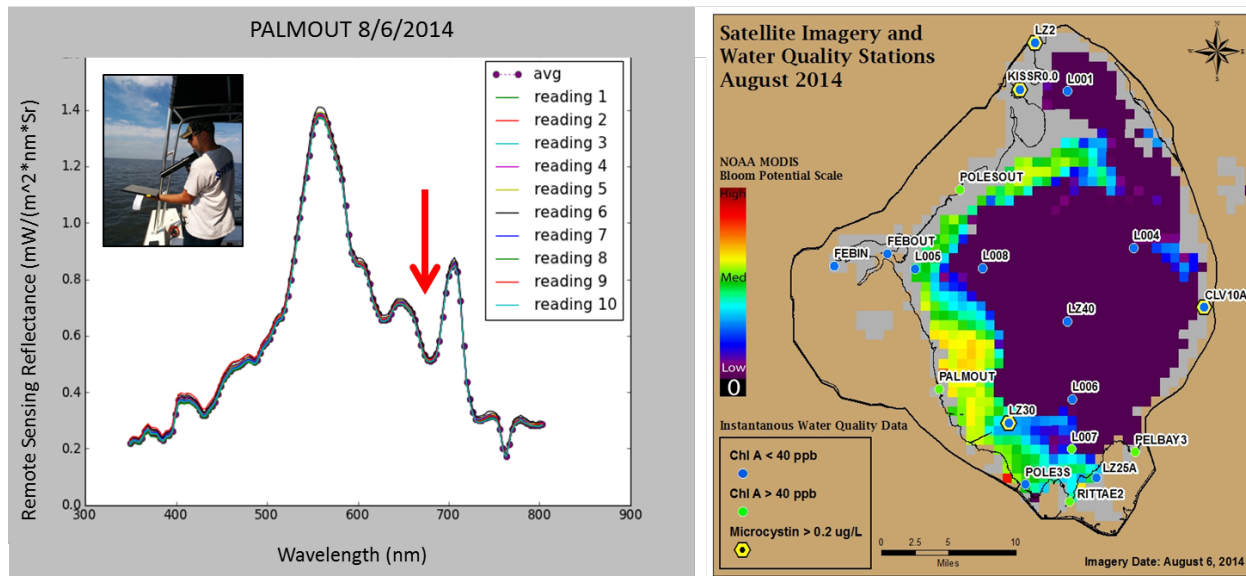 PALMOUT 8/6/2014
Remote Sensing Reflectance (mW/(m^2*nm*Sr)
1.4
1.2
1.0
0.8
0.6
0.4
0.2
0.0
300
400
500
600
700
800
900
Wavelength (nm)
avg
reading 1
reading 2
reading 3
reading 4
reading 5
reading 6
reading 7
reading 8
reading 9
reading 10
Satellite Imagery and
Water Quality Stations
August 2014
N
W
E
S
NOAA MODIS
Bloom Potential Scale
High
Med
Low
0
LZ2
KISSR0.0
L001
POLESOUT
FEBOUT
FEBIN
L005
L008
L004
CLV10A
LZ40
PALMOUT
L006
LZ30
L007
PELBAY3
POLE3S
LZ25A
RITTAE2
Instantanous Water Quality Data
Chl A < 40 ppb
Chl A > 40 ppb
Microcystin > 0.2 ug/L
0
2.5
5
10
Miles
Imagery Date: August 6, 2014